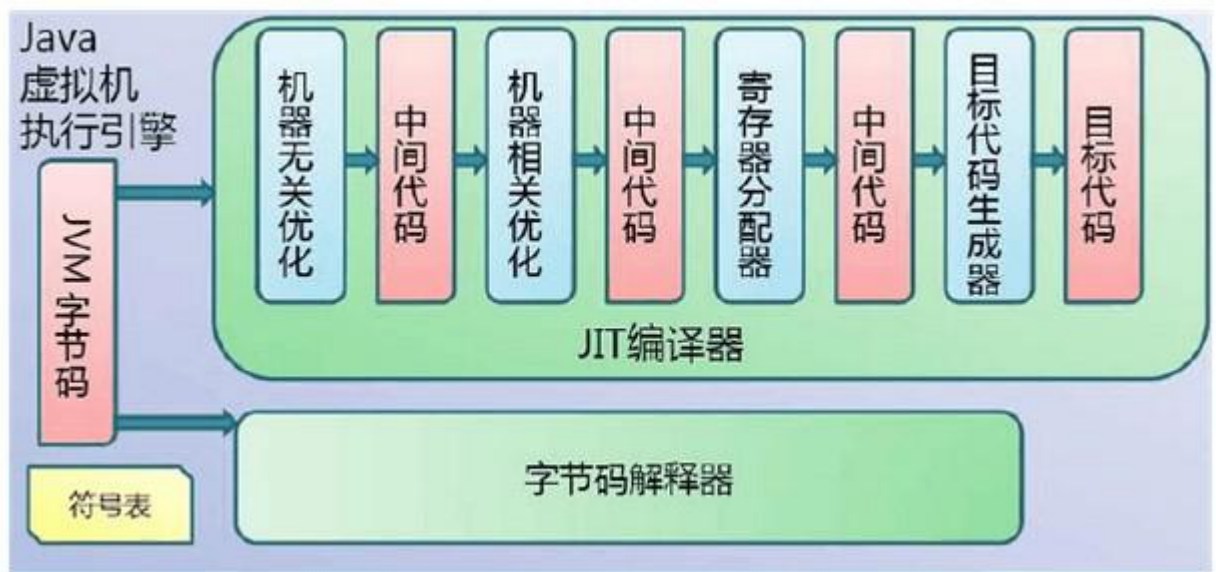 Java
虚拟机
执行引擎
JVM字节码
机器无关优化
中间代码
机器相关优化
中间代码
寄存器分配器
中间代码
目标代码生成器
目标代码
JIT编译器
字节码解释器
符号表